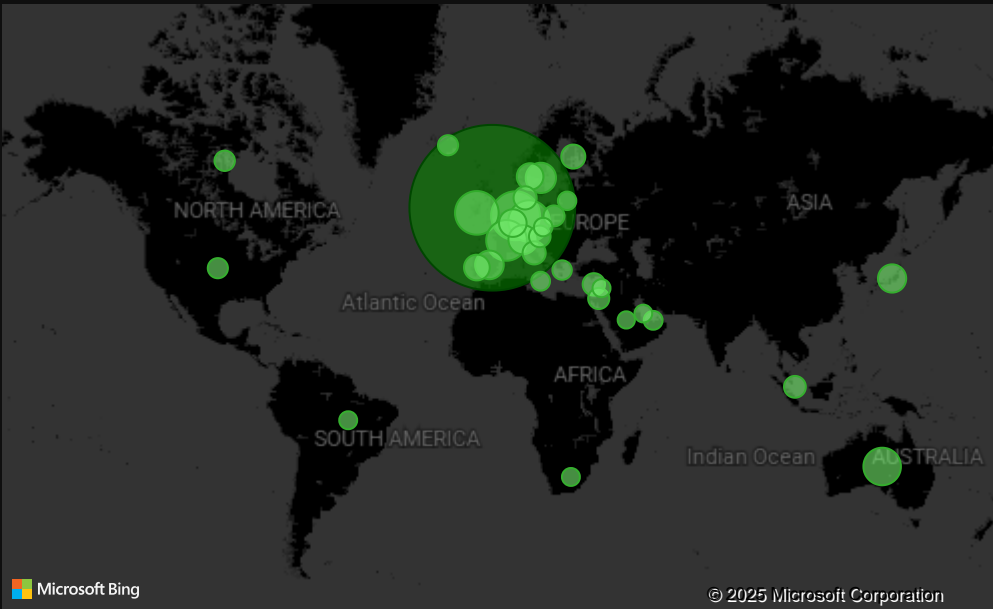 NORTH AMERICA
ASIA
EUROPE
Atlantic Ocean
AFRICA
SOUTH AMERICA
Indian Ocean
AUSTRALIA
Microsoft Bing
© 2025 Microsoft Corporation